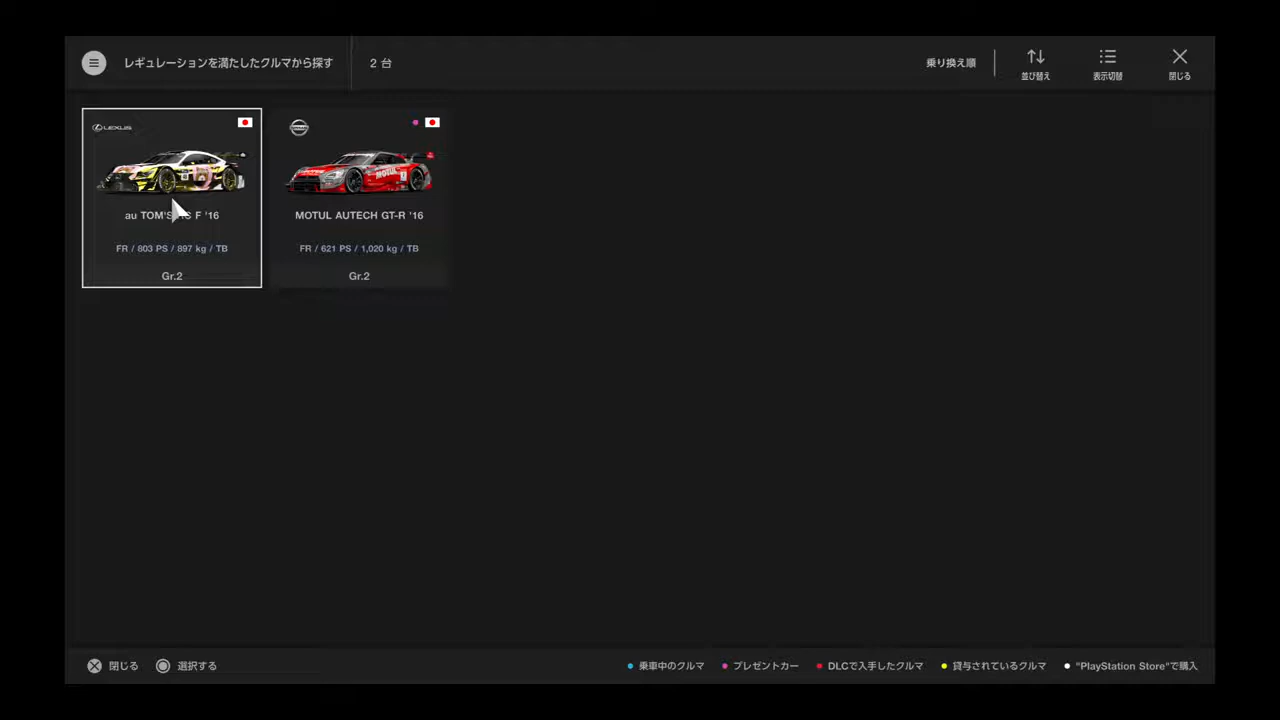 レギュレーションを満たしたクルマから探す
2 台
乗り換え順
並び替え
表示切替
閉じる
LEXUS
au TOM'S F '16
FR / 803 PS / 897 kg / TB
Gr.2
MOTUL
MOTUL AUTECH GT-R '16
FR / 621 PS / 1,020 kg / TB
Gr.2
閉じる
選択する
乗車中のクルマ
プレゼントカー
DLCで入手したクルマ
貸与されているクルマ
"PlayStation Store"で購入